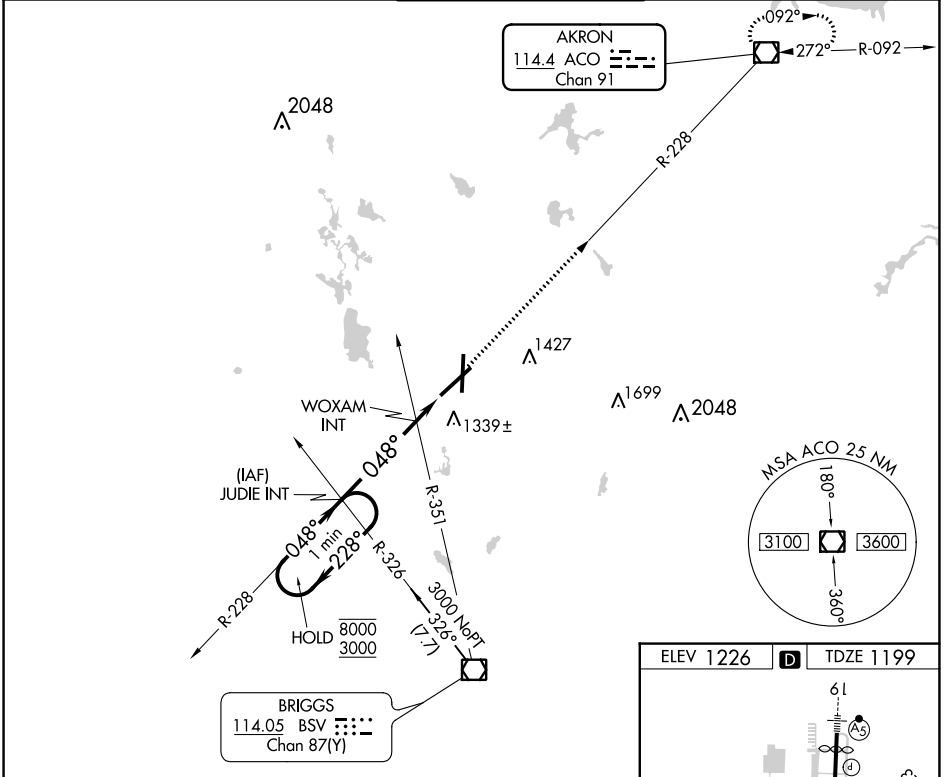 092°
272°
R-092
AKRON
114.4 ACO
Chan 91
2048
R-228
1427
1699
2048
WOXAM
INT
1339±
048°
(IAF)
JUDIE INT
R-351
048°
1 min
228°
R-326
R-228
HOLD
8000
3000
3000 NoPT
326°
(7.7)
BRIGGS
114.05 BSV
Chan 87(Y)
MSA ACO 25 NM
180°
3100
3600
360°
ELEV 1226
D
TDZE 1199
19
A5
P